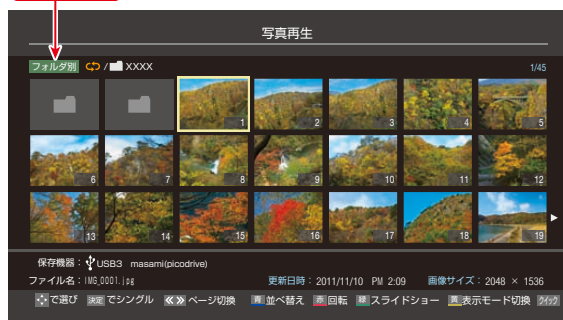 写真再生
フォルダ別 / XXXX 1/45
1 2 3 4 5
6 7 8 9 10 11 12
13 14 15 16 17 18 19
保存機器： USB3 masami(picodrive)
ファイル名：IMG_0001.jpg 更新日時：2011/11/10 PM 2:09 画像サイズ：2048 × 1536
で選び 決定 でシングル ≪≫ ページ切換 青 並べ替え 赤 回転 緑 スライドショー 黄 表示モード切換 クイック